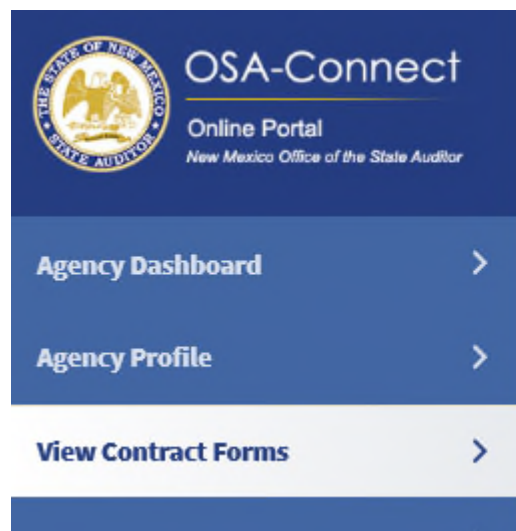 THE STATE OF NEW MEXICO
STATE AUDITOR
OSA-Connect
Online Portal
New Mexico Office of the State Auditor
Agency Dashboard
Agency Profile
View Contract Forms